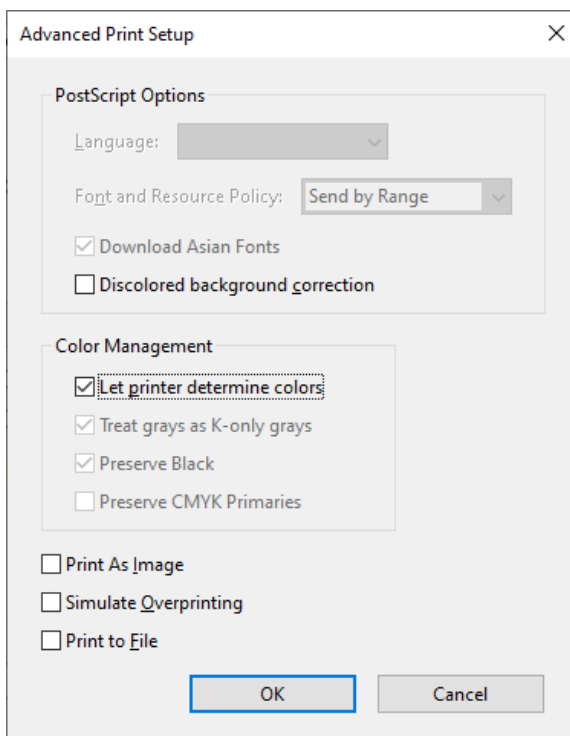 Advanced Print Setup
PostScript Options
Language:
Font and Resource Policy: Send by Range
Download Asian Fonts
Discolored background correction
Color Management
Let printer determine colors
Treat grays as K-only grays
Preserve Black
Preserve CMYK Primaries
Print As Image
Simulate Overprinting
Print to File
OK Cancel